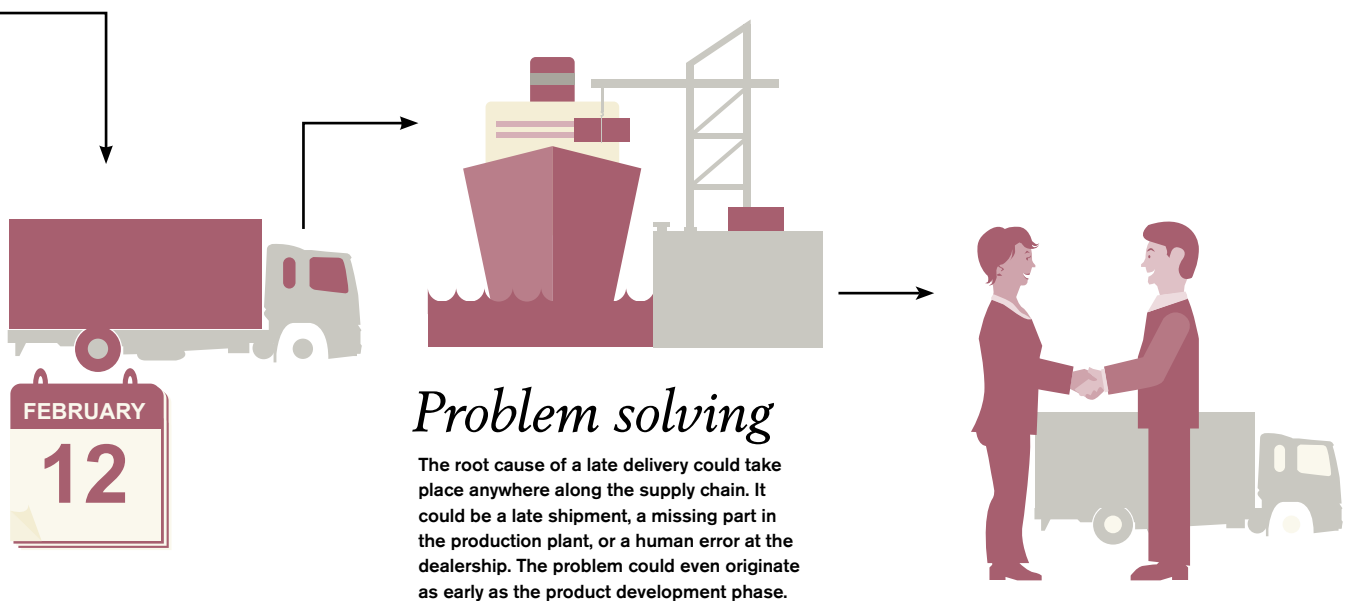 FEBRUARY
12
Problem solving
The root cause of a late delivery could take
place anywhere along the supply chain. It
could be a late shipment, a missing part in
the production plant, or a human error at the
dealership. The problem could even originate
as early as the product development phase.